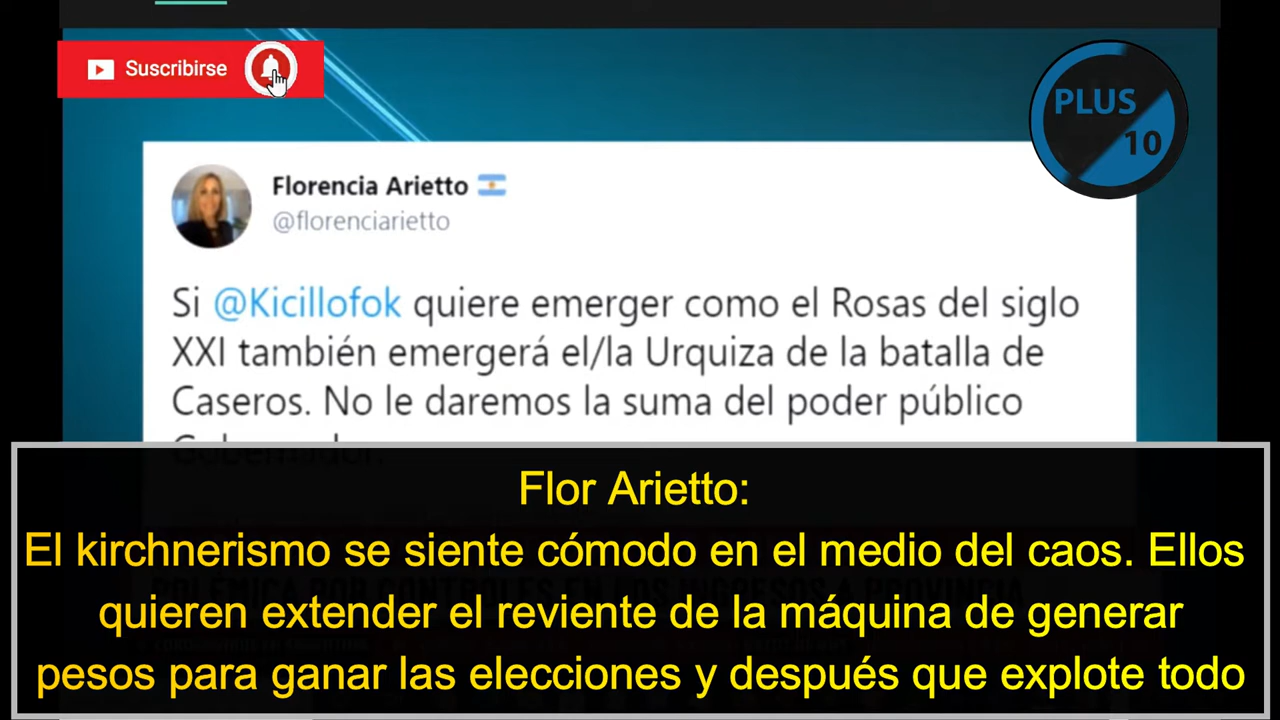 Suscribirse
PLUS
10
Florencia Arietto
@florenciarietto
Si @Kicillofok quiere emerger como el Rosas del siglo
XXI también emergerá el/la Urquiza de la batalla de
Caseros. No le daremos la suma del poder público
Gobernador.
Flor Arietto:
El kirchnerismo se siente cómodo en el medio del caos. Ellos
quieren extender el reviente de la máquina de generar
pesos para ganar las elecciones y después que explote todo